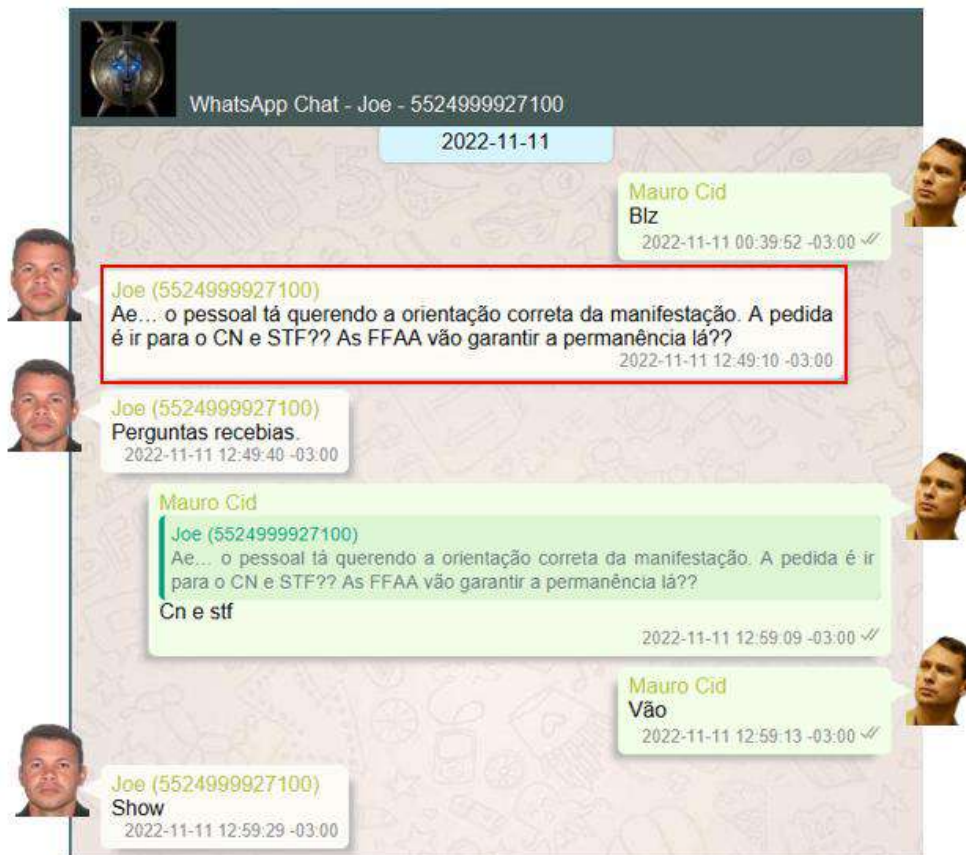 WhatsApp Chat - Joe - 5524999927100
2022-11-11
Mauro Cid
Blz
2022-11-11 00:39:52 -03:00
Joe (5524999927100)
Ae... o pessoal tá querendo a orientação correta da manifestação. A pedida
é ir para o CN e STF?? As FFAA vão garantir a permanência lá??
2022-11-11 12:49:10 -03:00
Joe (5524999927100)
Perguntas recebias.
2022-11-11 12:49:40 -03:00
Mauro Cid
Joe (5524999927100)
Ae... o pessoal tá querendo a orientação correta da manifestação. A pedida é ir
para o CN e STF?? As FFAA vão garantir a permanência lá??
Cn e stf
2022-11-11 12:59:09 -03:00
Mauro Cid
Vão
2022-11-11 12:59:13 -03:00
Joe (5524999927100)
Show
2022-11-11 12:59:29 -03:00